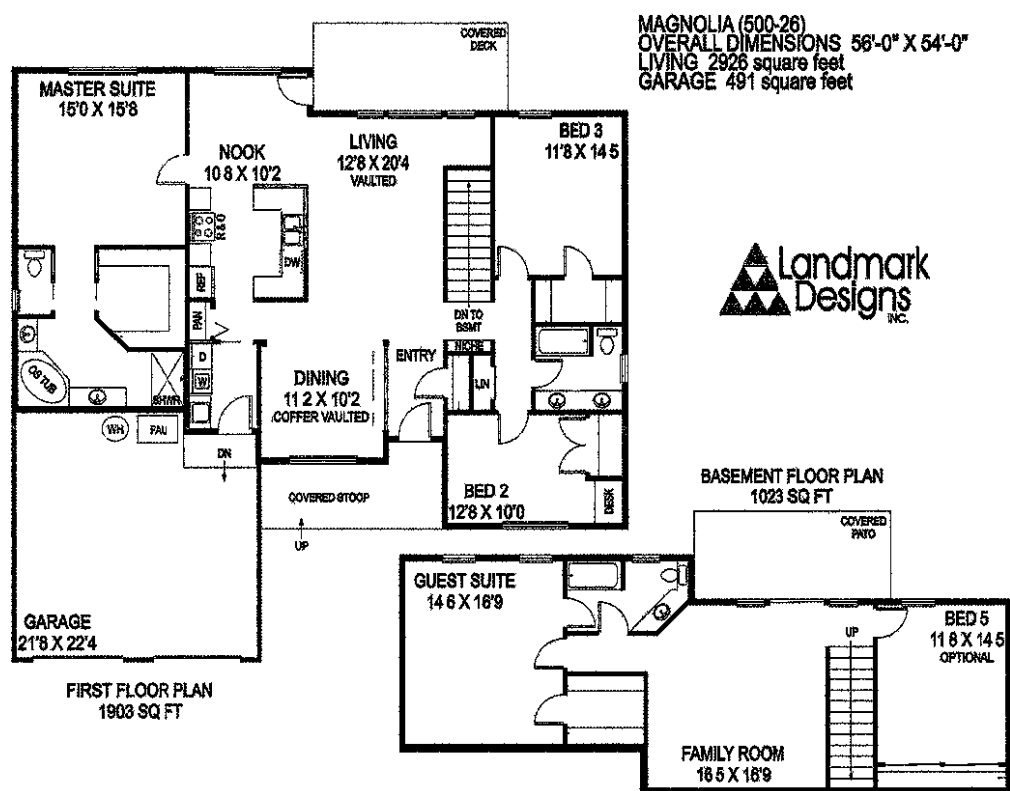 MAGNOLIA (500-26)
OVERALL DIMENSIONS 56'-0" X 54'-0"
LIVING 2926 square feet
GARAGE 491 square feet
COVERED
DECK
MASTER SUITE
15'0 X 15'8
NOOK
10 8 X 10'2
LIVING
12'8 X 20'4
VAULTED
BED 3
11'8 X 14 5
R&O
DW
REF
PAN
D
W
DN TO
BSMT
NICHE
ENTRY
LIN
OS TUB
SHWR
DINING
11 2 X 10'2
COFFER VAULTED
WH
FAU
DN
COVERED STOOP
UP
BED 2
12'8 X 10'0
DESK
GARAGE
21'8 X 22'4
FIRST FLOOR PLAN
1903 SQ FT
Landmark
Designs
INC.
BASEMENT FLOOR PLAN
1023 SQ FT
COVERED
PATO
GUEST SUITE
14 6 X 16'9
UP
BED 5
11 8 X 14 5
OPTIONAL
FAMILY ROOM
16 5 X 16'9